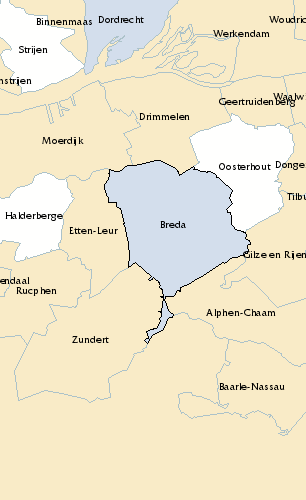 Binnenmaas
Dordrecht
Woudric
Werkendam
Strijen
nstrijen
Waalw
Geertruidenberg
Drimmelen
Moerdijk
Oosterhout
Donge
Tilbu
Halderberge
Etten-Leur
Breda
Gilze en Rijen
endaal
Rucphen
Alphen-Chaam
Zundert
Baarle-Nassau